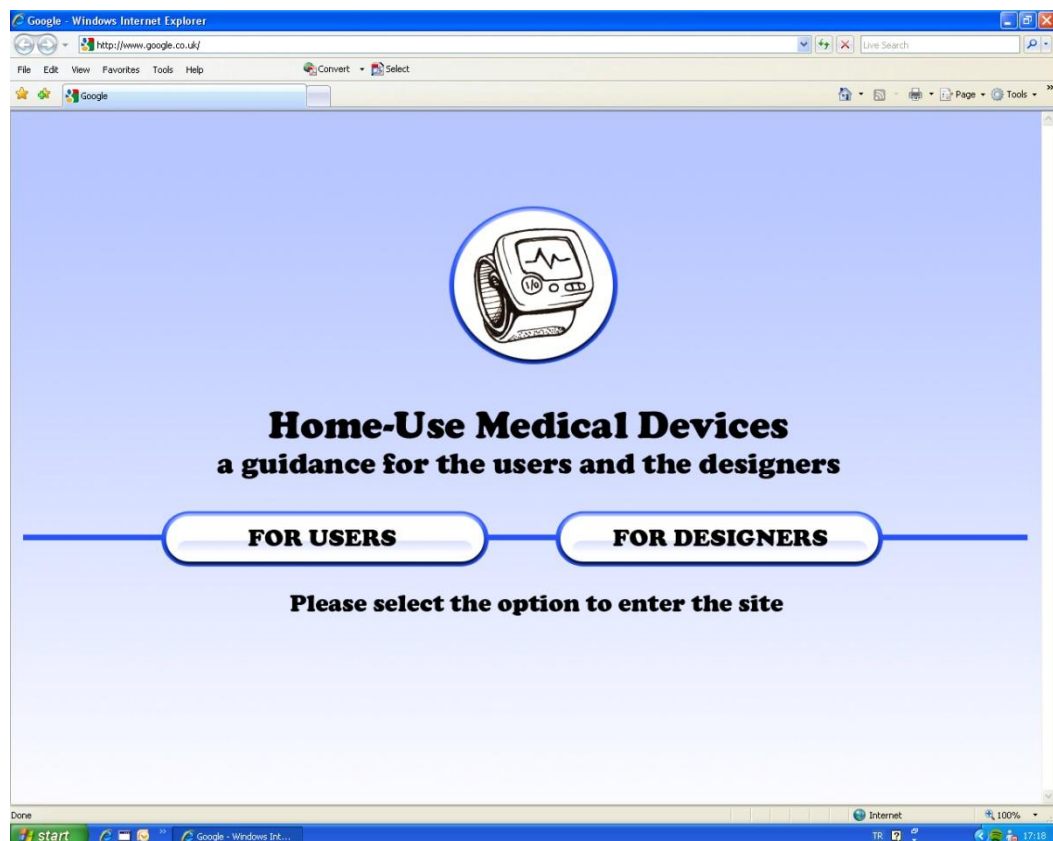 Google - Windows Internet Explorer
http://www.google.co.uk/
Live Search
File Edit View Favorites Tools Help
Convert Select
Google
Page Tools
I/0
Home-Use Medical Devices
a guidance for the users and the designers
FOR USERS
FOR DESIGNERS
Please select the option to enter the site
Done
Internet
100%
start
Google - Windows Int...
TR
17:18